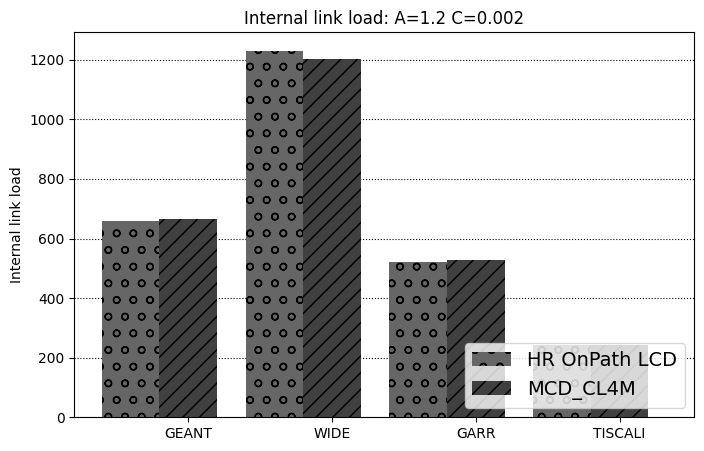 Internal link load: A=1.2 C=0.002
Internal link load
1200
1000
800
600
400
200
0
HR OnPath LCD
MCD_CL4M
GEANT
WIDE
GARR
TISCALI